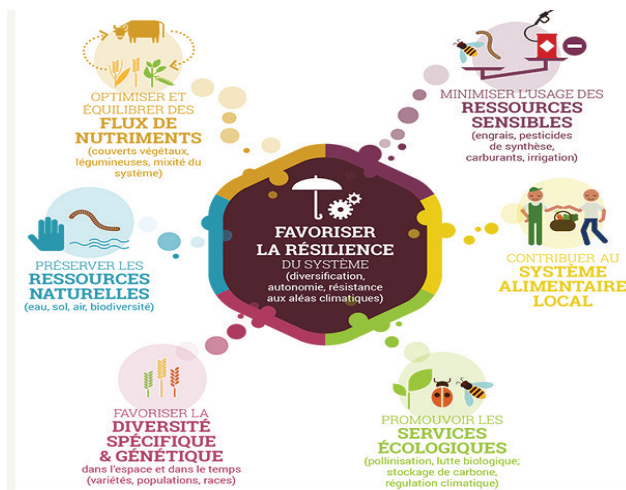 OPTIMISER ET
ÉQUILIBRER DES
FLUX DE
NUTRIMENTS
(couverts végétaux,
légumineuses, mixité du
système)
MINIMISER L'USAGE DES
RESSOURCES
SENSIBLES
(engrais, pesticides
de synthèse,
carburants, irrigation)
FAVORISER
LA RÉSILIENCE
DU SYSTÈME
(diversification,
autonomie, résistance
aux aléas climatiques)
PRÉSERVER LES
RESSOURCES
NATURELLES
(eau, sol, air, biodiversité)
CONTRIBUER AU
SYSTÈME
ALIMENTAIRE
LOCAL
FAVORISER LA
DIVERSITÉ
SPÉCIFIQUE
& GÉNÉTIQUE
dans l'espace et dans le temps
(variétés, populations, races)
PROMOUVOIR LES
SERVICES
ÉCOLOGIQUES
(pollinisation, lutte biologique;
stockage de carbone,
régulation climatique)